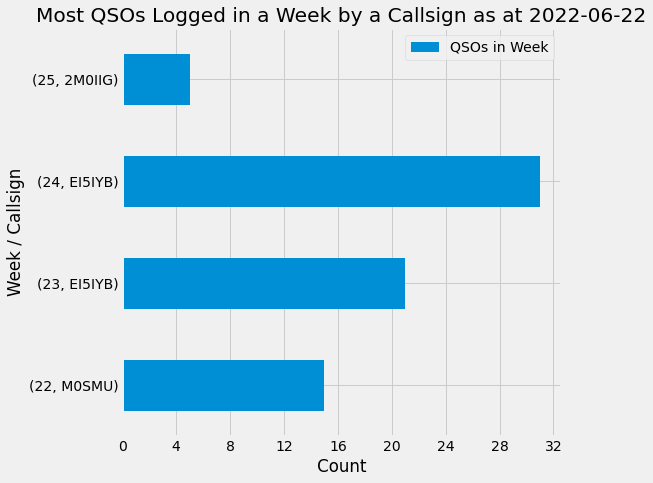 Most QSOs Logged in a Week by a Callsign as at 2022-06-22
QSOs in Week
(25, 2M0IIG)
(24, EI5IYB)
(23, EI5IYB)
(22, M0SMU)
Week / Callsign
0 4 8 12 16 20 24 28 32
Count